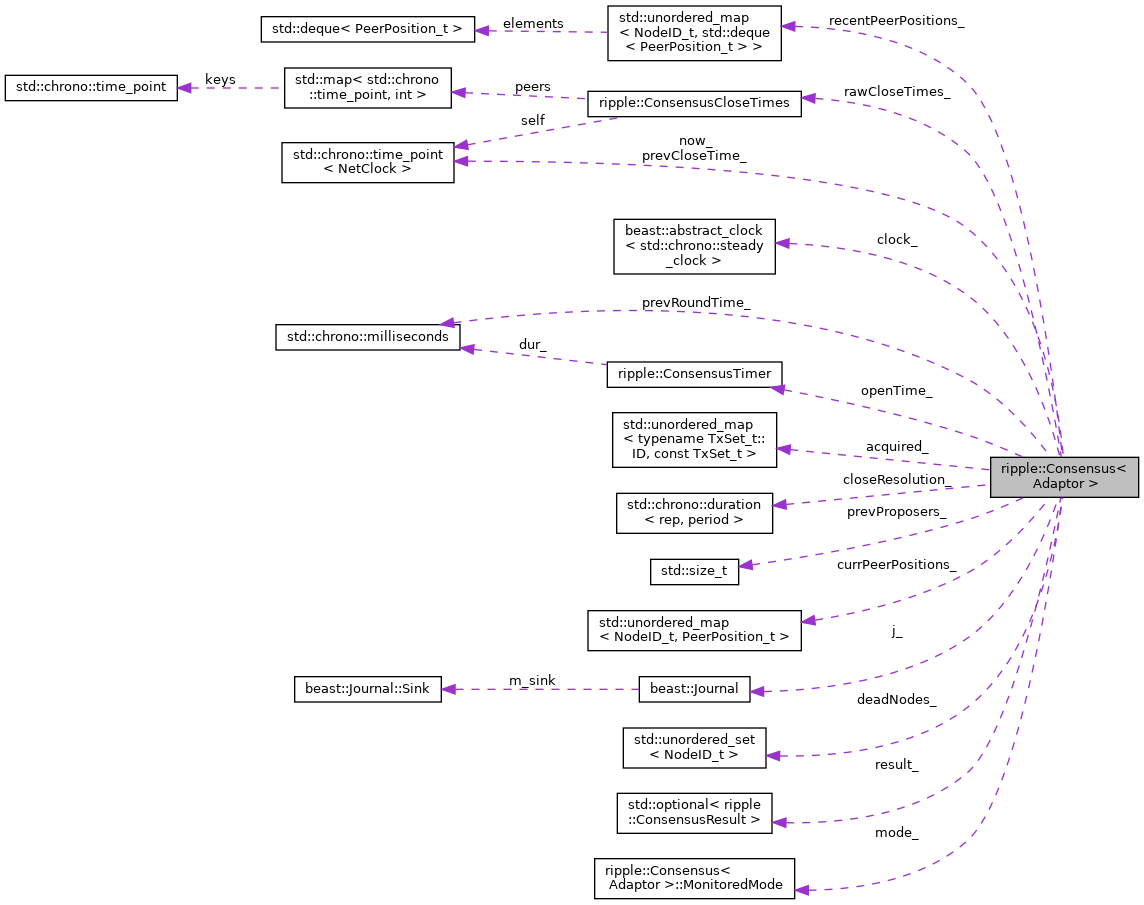 std::deque< PeerPosition_t >
elements
std::unordered_map
< NodeID_t, std::deque
< PeerPosition_t > >
recentPeerPositions_
std::chrono::time_point
keys
std::map< std::chrono
::time_point, int >
peers
ripple::ConsensusCloseTimes
rawCloseTimes_
self
std::chrono::time_point
< NetClock >
now_
prevCloseTime_
beast::abstract_clock
< std::chrono::steady
_clock >
clock_
prevRoundTime_
std::chrono::milliseconds
dur_
ripple::ConsensusTimer
openTime_
std::unordered_map
< typename TxSet_t::
ID, const TxSet_t >
acquired_
ripple::Consensus<
Adaptor >
closeResolution_
std::chrono::duration
< rep, period >
prevProposers_
std::size_t
currPeerPositions_
std::unordered_map
< NodeID_t, PeerPosition_t >
j_
beast::Journal::Sink
m_sink
beast::Journal
deadNodes_
std::unordered_set
< NodeID_t >
result_
std::optional< ripple
::ConsensusResult >
mode_
ripple::Consensus<
Adaptor >::MonitoredMode